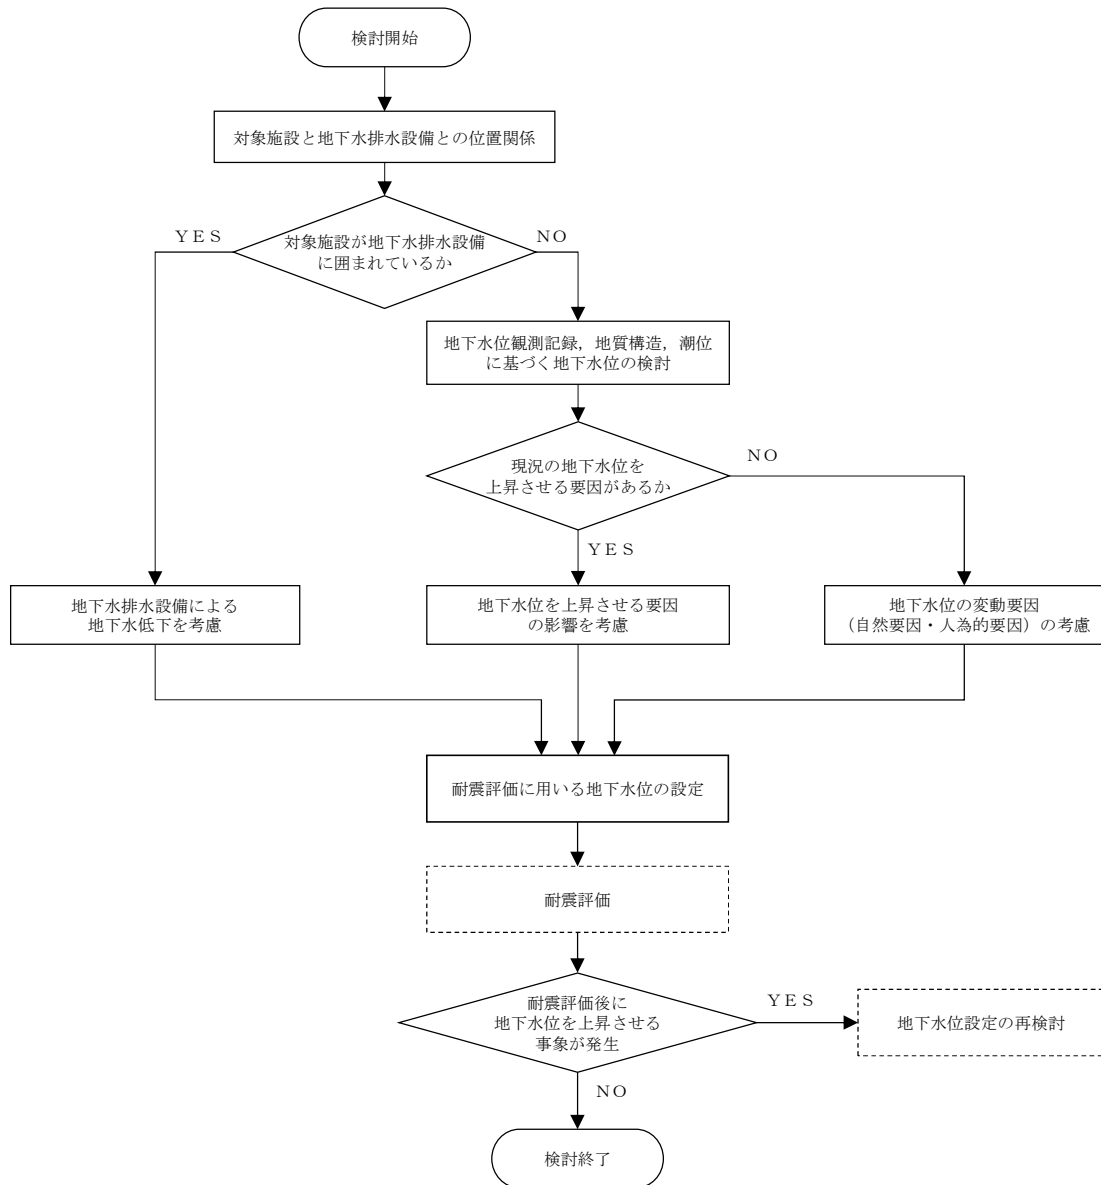 検討開始
対象施設と地下水排水設備との位置関係
対象施設が地下水排水設備
に囲まれているか
ＹＥＳ
ＮＯ
地下水位観測記録，地質構造，潮位
に基づく地下水位の検討
現況の地下水位を
上昇させる要因があるか
ＮＯ
ＹＥＳ
地下水排水設備による
地下水低下を考慮
地下水位を上昇させる要因
の影響を考慮
地下水位の変動要因
（自然要因・人為的要因）の考慮
耐震評価に用いる地下水位の設定
耐震評価
耐震評価後に
地下水位を上昇させる
事象が発生
ＹＥＳ
地下水位設定の再検討
ＮＯ
検討終了